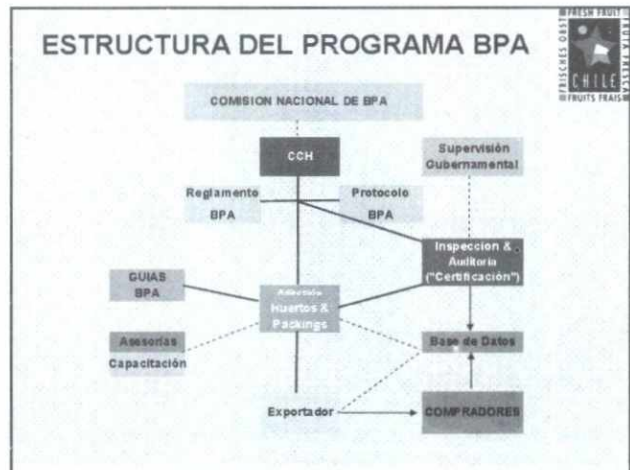 ESTRUCTURA DEL PROGRAMA BPA
FRESH FRUIT
FRISCHES OBST
FRUTA FRESCA
CHILE
FRUITS FRAIS
COMISION NACIONAL DE BPA
CCH
Supervisión
Gubernamental
Reglamento
BPA
Protocolo
BPA
Inspeccion &
Auditoria
("Certificación")
GUIAS
BPA
Huertos &
Packings
Asesorías
Capacitación
Base de Datos
Exportador
COMPRADORES